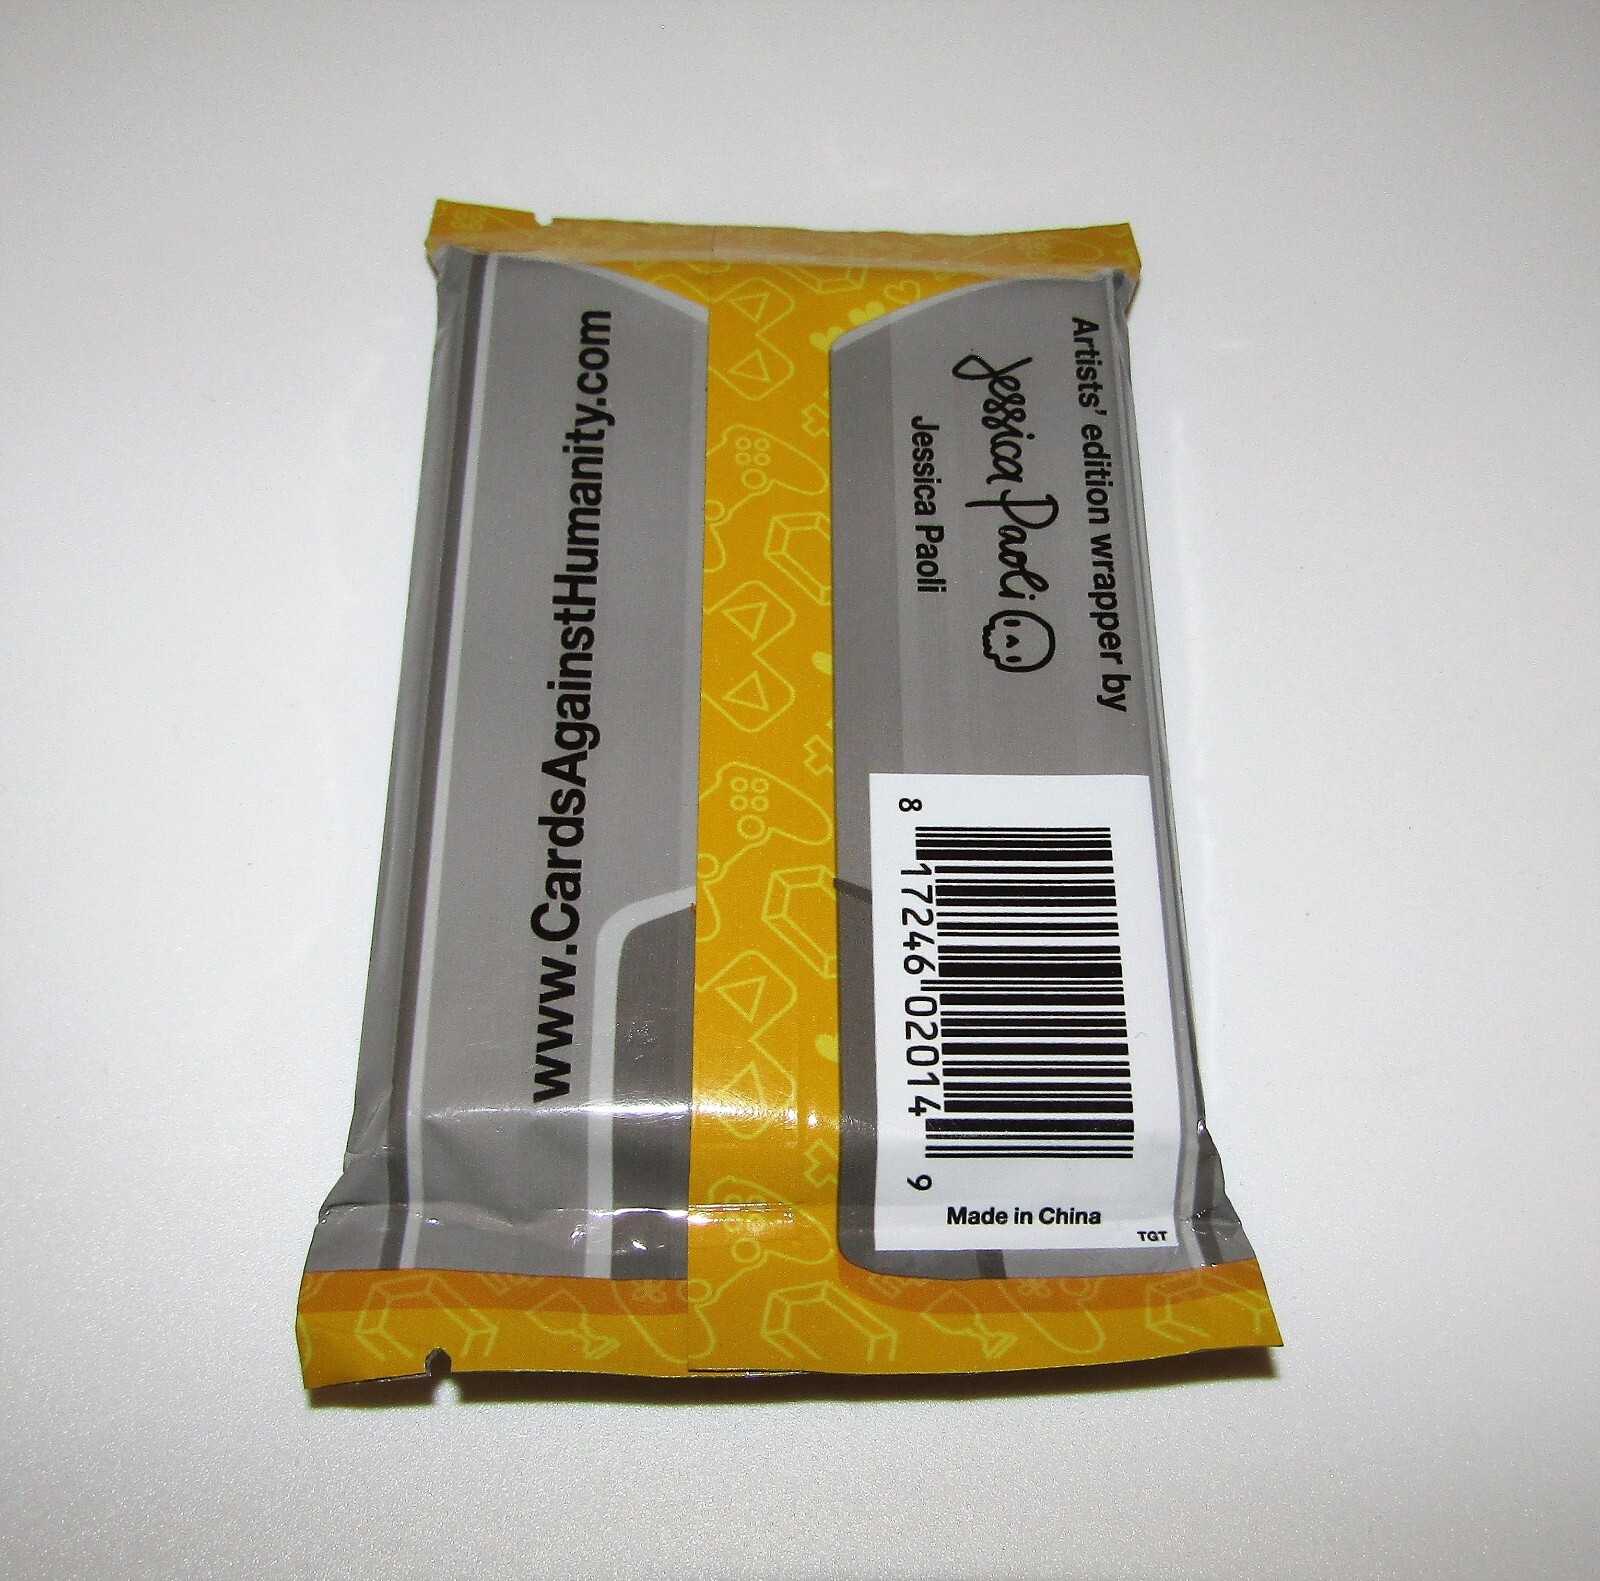 www.CardsAgainstHumanity.com
Artists' edition wrapper by
Jessica Paoli
Jessica Paoli
8 17246 02014 9
Made in China
TGT